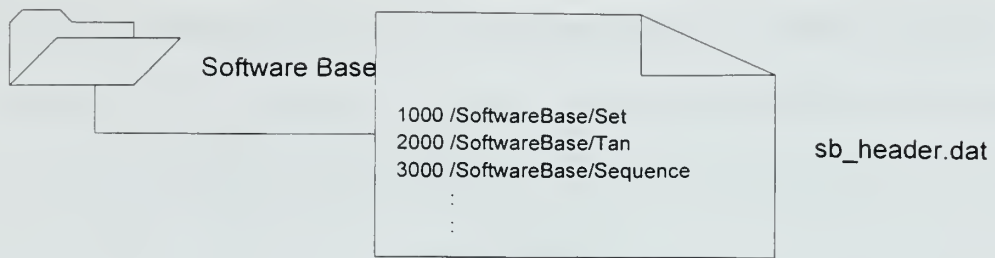 Software Base
1000 /SoftwareBase/Set
2000 /SoftwareBase/Tan
3000 /SoftwareBase/Sequence
:
:
sb_header.dat